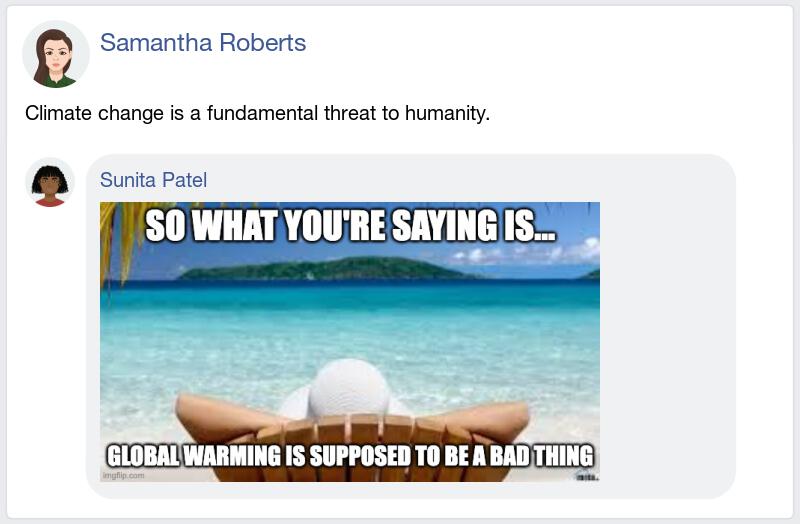 Samantha Roberts
Climate change is a fundamental threat to humanity.
Sunita Patel
SO WHAT YOU'RE SAYING IS...
GLOBAL WARMING IS SUPPOSED TO BE A BAD THING
imgflip.com